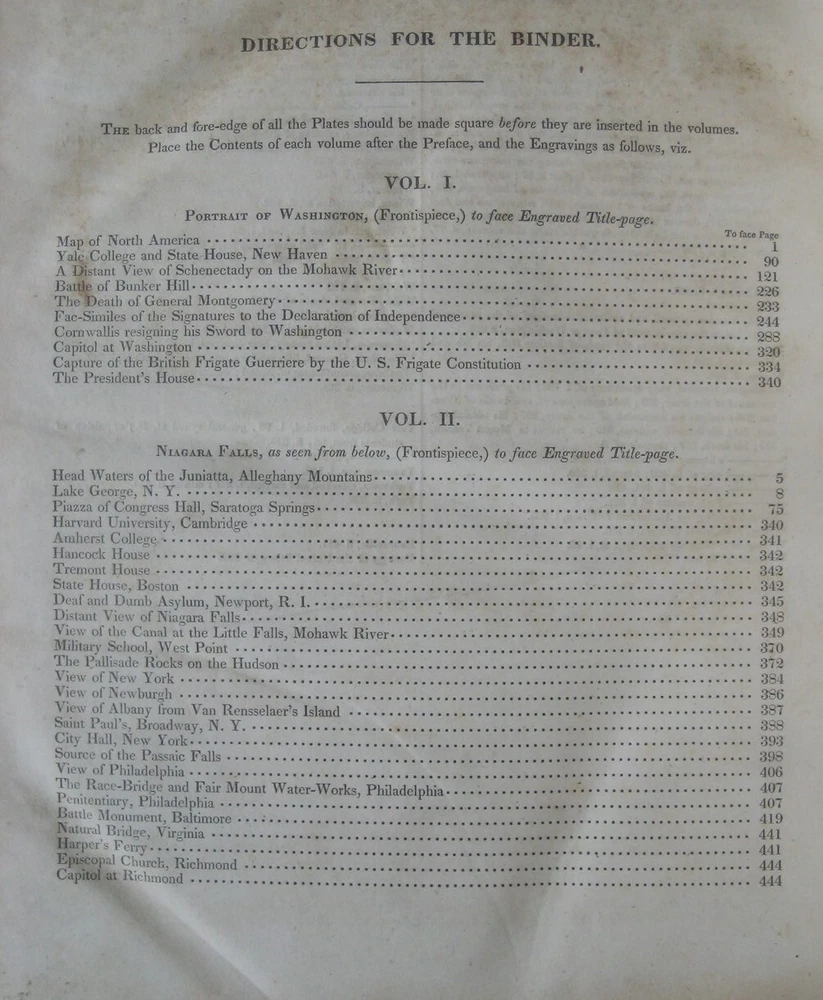 DIRECTIONS FOR THE BINDER.
THE back and fore-edge of all the Plates should be made square before they are inserted in the volumes.
Place the Contents of each volume after the Preface, and the Engravings as follows, viz.
VOL. I.
PORTRAIT OF WASHINGTON, (Frontispiece,) to face Engraved Title-page.
To face Page
Map of North America 1
Yale College and State House, New Haven 90
A Distant View of Schenectady on the Mohawk River 121
Battle of Bunker Hill 226
The Death of General Montgomery 233
Fac-Similes of the Signatures to the Declaration of Independence 244
Cornwallis resigning his Sword to Washington 288
Capitol at Washington 320
Capture of the British Frigate Guerriere by the U. S. Frigate Constitution 334
The President's House 340
VOL. II.
NIAGARA FALLS, as seen from below, (Frontispiece,) to face Engraved Title-page.
Head Waters of the Juniatta, Alleghany Mountains 5
Lake George, N. Y. 8
Piazza of Congress Hall, Saratoga Springs 75
Harvard University, Cambridge 340
Amherst College 341
Hancock House 342
Tremont House 342
State House, Boston 342
Deaf and Dumb Asylum, Newport, R. I. 345
Distant View of Niagara Falls 348
View of the Canal at the Little Falls, Mohawk River 349
Military School, West Point 370
The Pallisade Rocks on the Hudson 372
View of New York 384
View of Newburgh 386
View of Albany from Van Rensselaer's Island 387
Saint Paul's, Broadway, N. Y. 388
City Hall, New York 393
Source of the Passaic Falls 398
View of Philadelphia 406
The Race-Bridge and Fair Mount Water-Works, Philadelphia 407
Penitentiary, Philadelphia 407
Battle Monument, Baltimore 419
Natural Bridge, Virginia 441
Harper's Ferry 441
Episcopal Church, Richmond 444
Capitol at Richmond 444